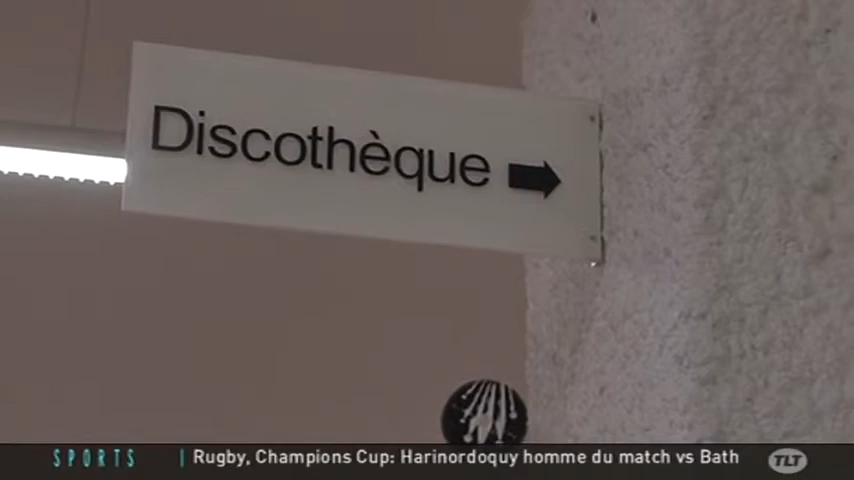 Discothèque
SPORTS | Rugby, Champions Cup: Harinordoquy homme du match vs Bath TLT